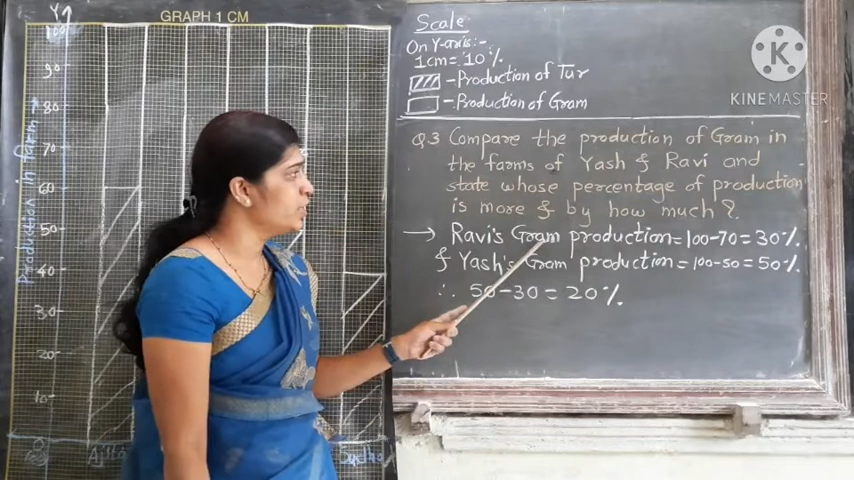 GRAPH 1 CM
Y
100
90
80
70
60
50
40
30
20
10
0
Production in farm
Scale
On Y-axis:-
1cm = 10%
- Production of Tur
- Production of Gram
KINEMASTER
Q.3 Compare the production of Gram in
the farms of Yash & Ravi and
state whose percentage of production
is more & by how much?
→ Ravi's Gram production = 100-70 = 30%.
& Yash's Gram production = 100-50 = 50%.
∴ 50-30 = 20%.